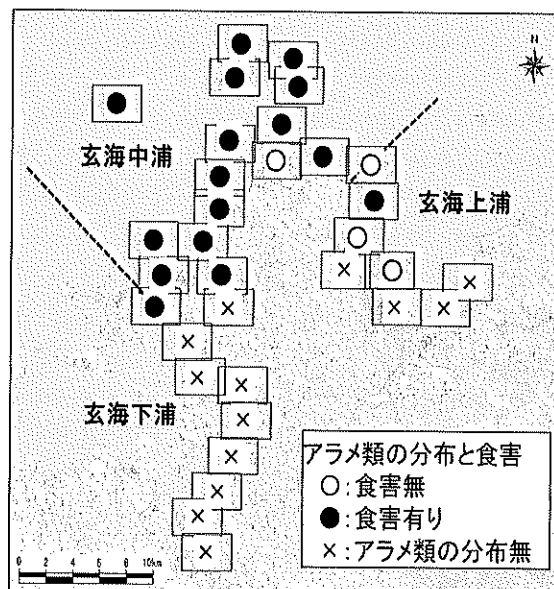 N
玄海中浦
玄海上浦
玄海下浦
アラメ類の分布と食害
○:食害無
●:食害有り
×:アラメ類の分布無
0 2 4 6 8 10km